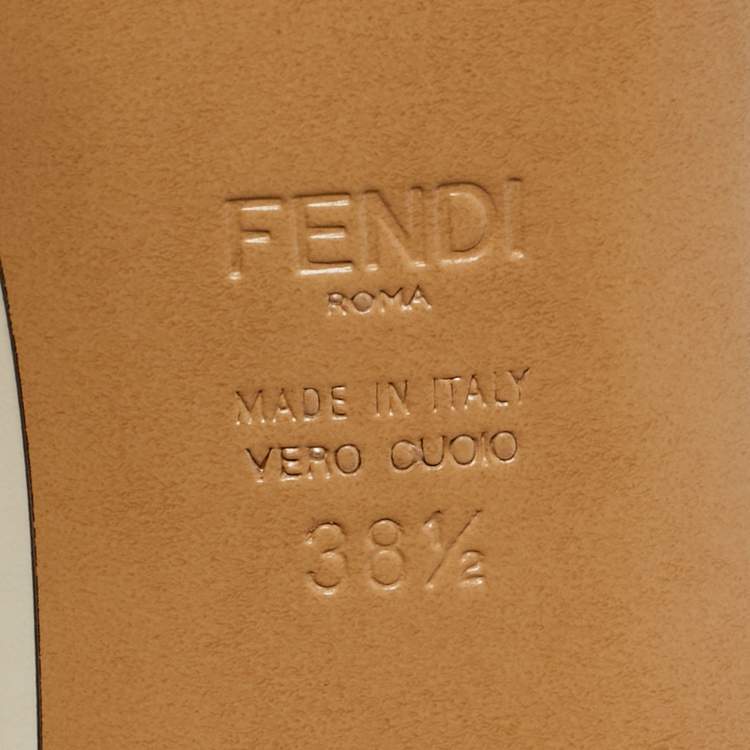 FENDI
ROMA
MADE IN ITALY
VERO CUOIO
38½